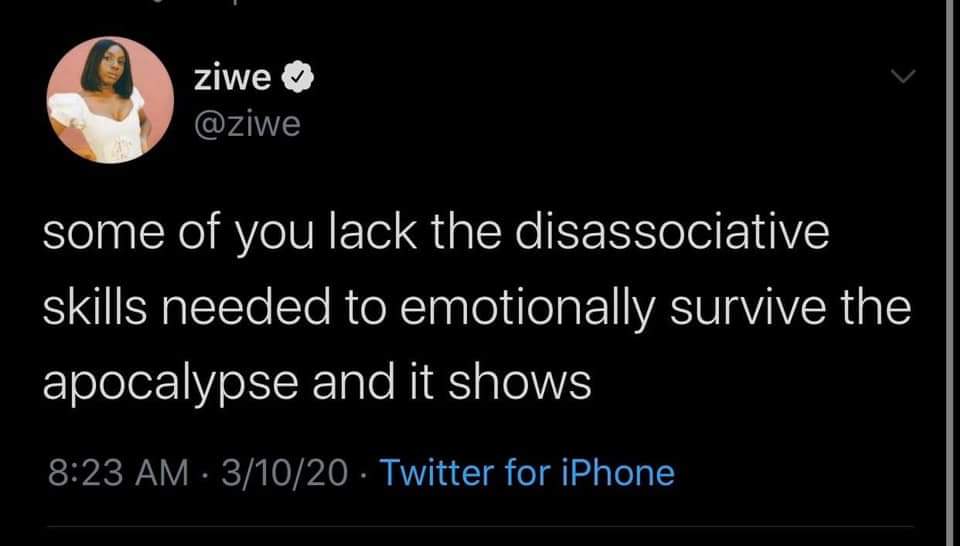 ziwe
@ziwe
some of you lack the disassociative
skills needed to emotionally survive the
apocalypse and it shows
8:23 AM · 3/10/20 · Twitter for iPhone